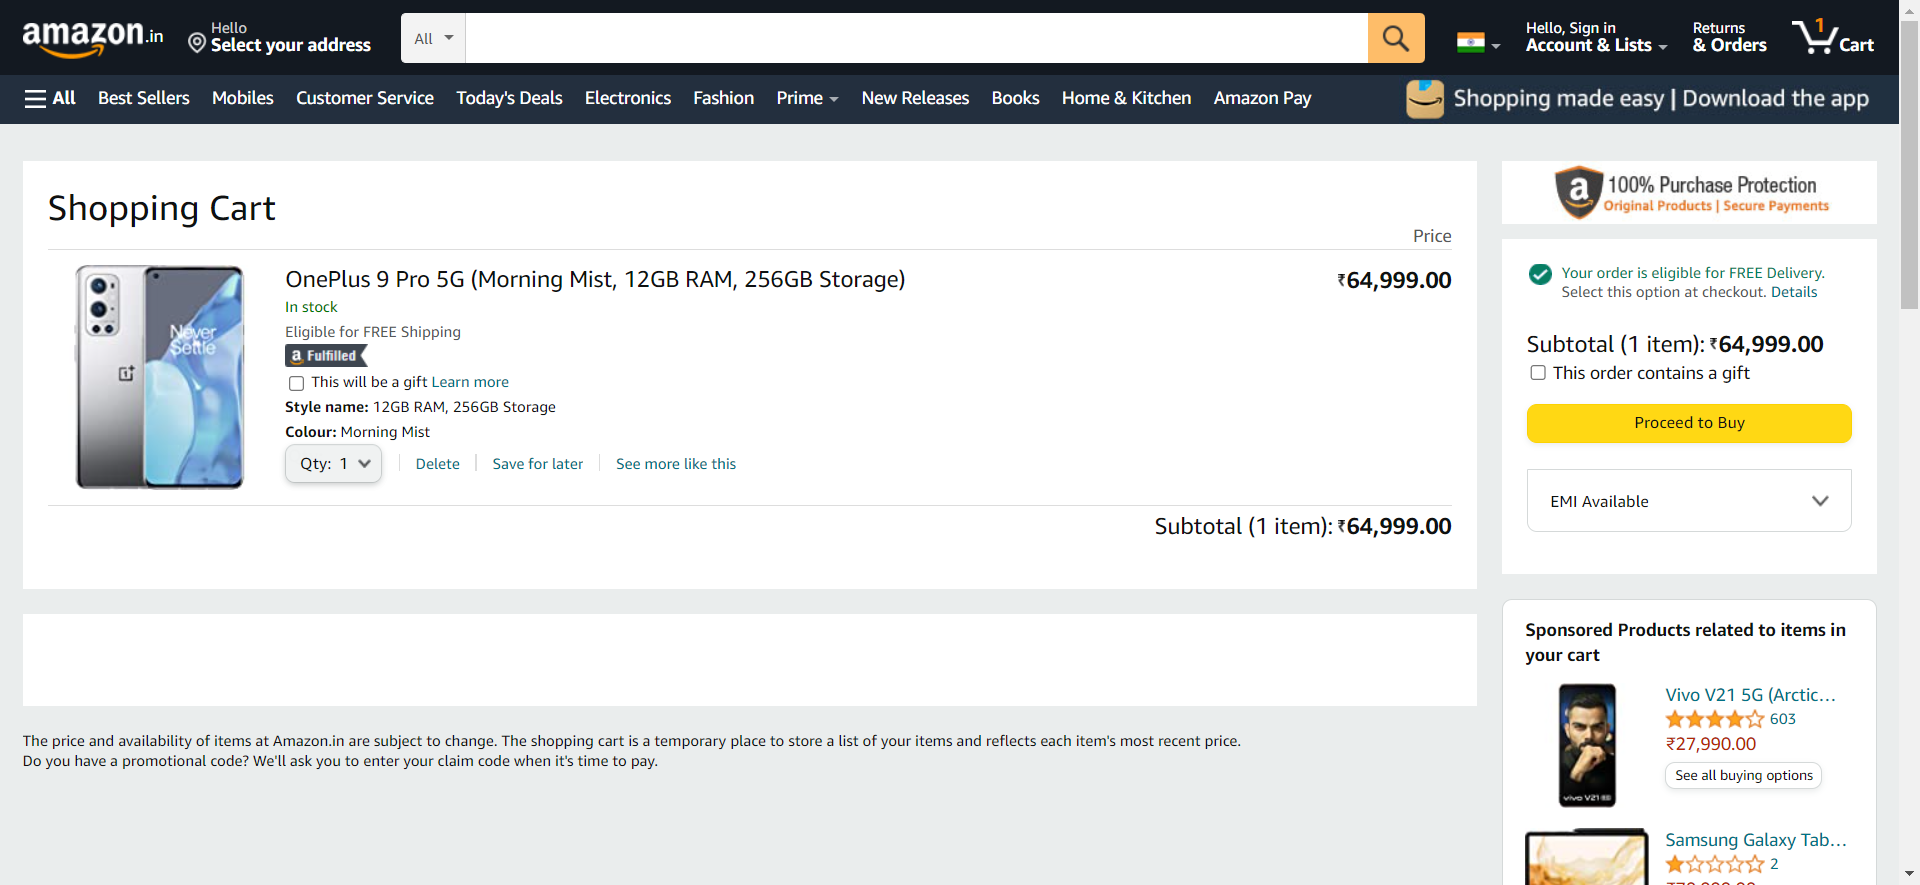 amazon.in
Hello
Select your address
All
Hello, Sign in
Account & Lists
Returns
& Orders
1
Cart
All
Best Sellers
Mobiles
Customer Service
Today's Deals
Electronics
Fashion
Prime
New Releases
Books
Home & Kitchen
Amazon Pay
Shopping made easy | Download the app
Shopping Cart
Price
OnePlus 9 Pro 5G (Morning Mist, 12GB RAM, 256GB Storage)
₹64,999.00
In stock
Eligible for FREE Shipping
a Fulfilled
This will be a gift Learn more
Style name: 12GB RAM, 256GB Storage
Colour: Morning Mist
Qty: 1
Delete
Save for later
See more like this
Never
Settle
Subtotal (1 item): ₹64,999.00
The price and availability of items at Amazon.in are subject to change. The shopping cart is a temporary place to store a list of your items and reflects each item's most recent price.
Do you have a promotional code? We'll ask you to enter your claim code when it's time to pay.
a 100% Purchase Protection
Original Products | Secure Payments
Your order is eligible for FREE Delivery.
Select this option at checkout. Details
Subtotal (1 item): ₹64,999.00
This order contains a gift
Proceed to Buy
EMI Available
Sponsored Products related to items in
your cart
Vivo V21 5G (Arctic…
603
₹27,990.00
See all buying options
vivo V21 5G
Samsung Galaxy Tab…
2